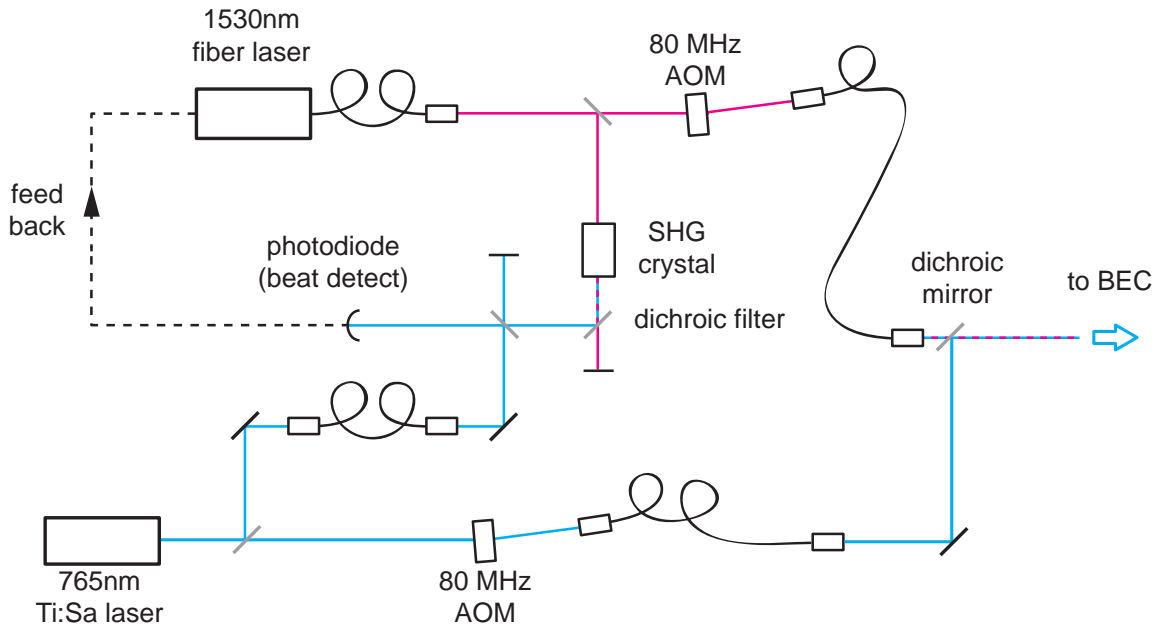 1530nm
fiber laser
80 MHz
AOM
feed
back
photodiode
(beat detect)
SHG
crystal
dichroic filter
dichroic
mirror
to BEC
765nm
Ti:Sa laser
80 MHz
AOM